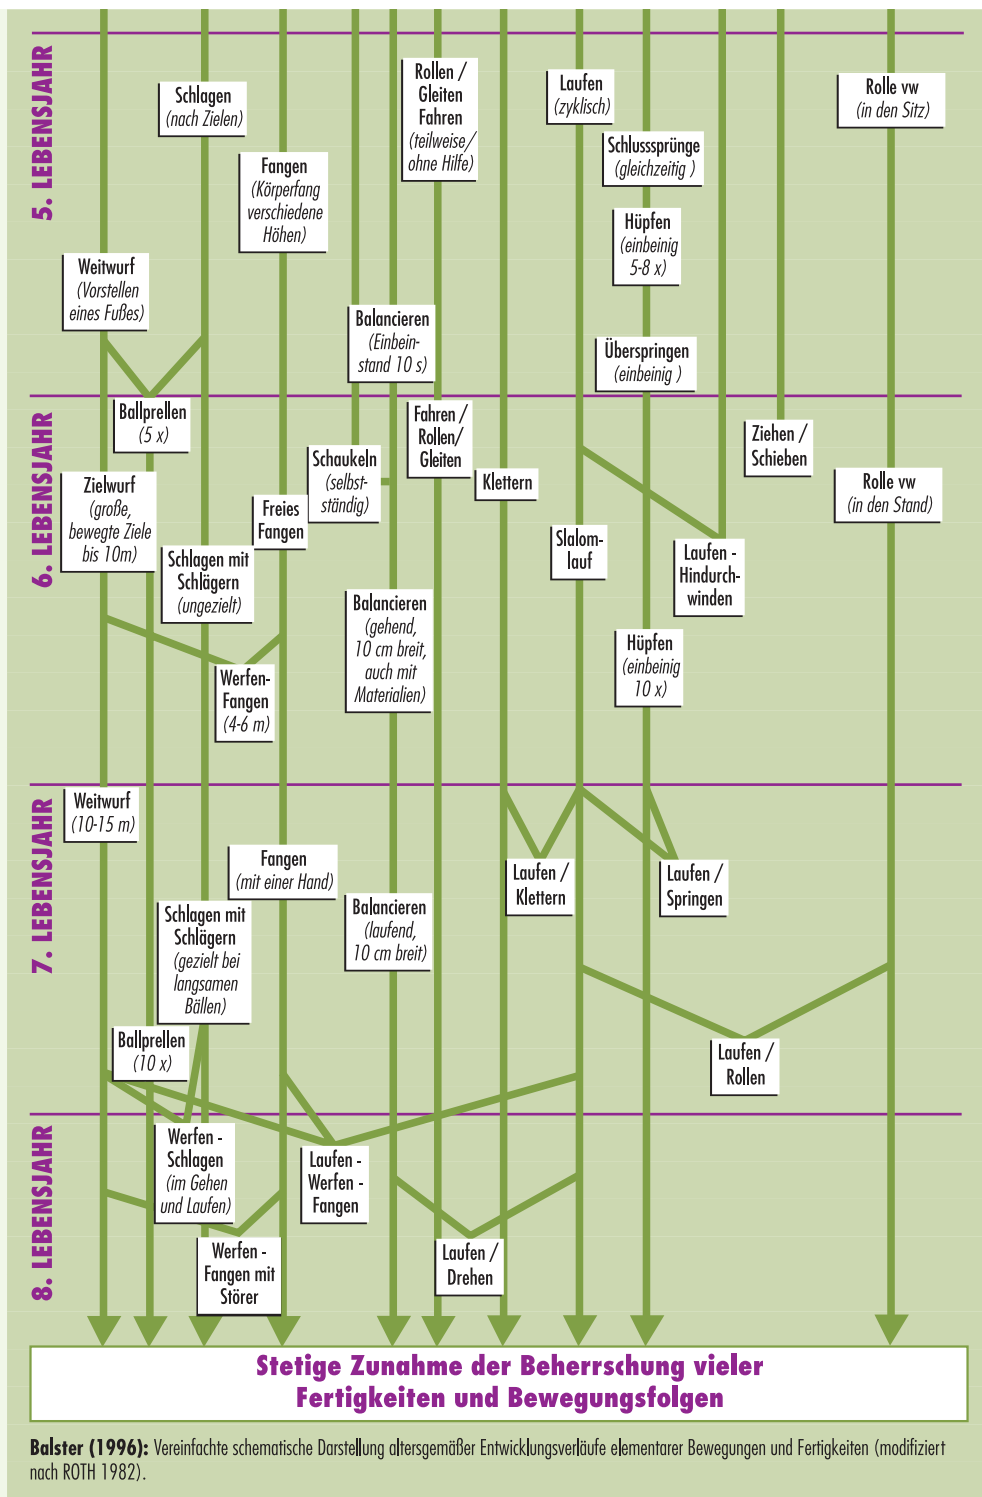 5. LEBENSJAHR
Schlagen
(nach Zielen)
Fangen
(Körperfang
verschiedene
Höhen)
Rollen /
Gleiten
Fahren
(teilweise/
ohne Hilfe)
Laufen
(zyklisch)
Schlusssprünge
(gleichzeitig )
Hüpfen
(einbeinig
5-8 x)
Rolle vw
(in den Sitz)
Weitwurf
(Vorstellen
eines Fußes)
Balancieren
(Einbein-
stand 10 s)
Überspringen
(einbeinig )
6. LEBENSJAHR
Ballprellen
(5 x)
Zielwurf
(große,
bewegte Ziele
bis 10m)
Schlagen mit
Schlägern
(ungezielt)
Freies
Fangen
Schaukeln
(selbst-
ständig)
Fahren /
Rollen/
Gleiten
Klettern
Slalom-
lauf
Laufen -
Hindurch-
winden
Ziehen /
Schieben
Rolle vw
(in den Stand)
Werfen-
Fangen
(4-6 m)
Balancieren
(gehend,
10 cm breit,
auch mit
Materialien)
Hüpfen
(einbeinig
10 x)
7. LEBENSJAHR
Weitwurf
(10-15 m)
Fangen
(mit einer Hand)
Schlagen mit
Schlägern
(gezielt bei
langsamen
Bällen)
Balancieren
(laufend,
10 cm breit)
Laufen /
Klettern
Laufen /
Springen
Ballprellen
(10 x)
Laufen /
Rollen
8. LEBENSJAHR
Werfen -
Schlagen
(im Gehen
und Laufen)
Laufen -
Werfen -
Fangen
Werfen -
Fangen mit
Störer
Laufen /
Drehen
Stetige Zunahme der Beherrschung vieler
Fertigkeiten und Bewegungsfolgen
Balster (1996): Vereinfachte schematische Darstellung altersgemäßer Entwicklungsverläufe elementarer Bewegungen und Fertigkeiten (modifiziert
nach ROTH 1982).